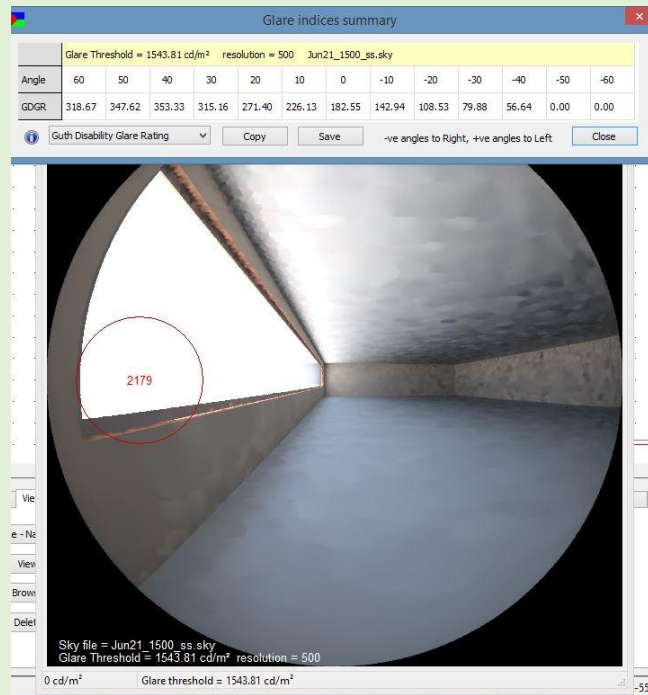 Glare indices summary
Glare Threshold = 1543.81 cd/m² resolution = 500 Jun21_1500_ss.sky
Angle 60 50 40 30 20 10 0 -10 -20 -30 -40 -50 -60
GDGR 318.67 347.62 353.33 315.16 271.40 226.13 182.55 142.94 108.53 79.88 56.64 0.00 0.00
Guth Disability Glare Rating Copy Save -ve angles to Right, +ve angles to Left Close
2179
Vie
e - Na
View
Brows
Delet
Sky file = Jun21_1500_ss.sky
Glare Threshold = 1543.81 cd/m² resolution = 500
0 cd/m² Glare threshold = 1543.81 cd/m²
-55